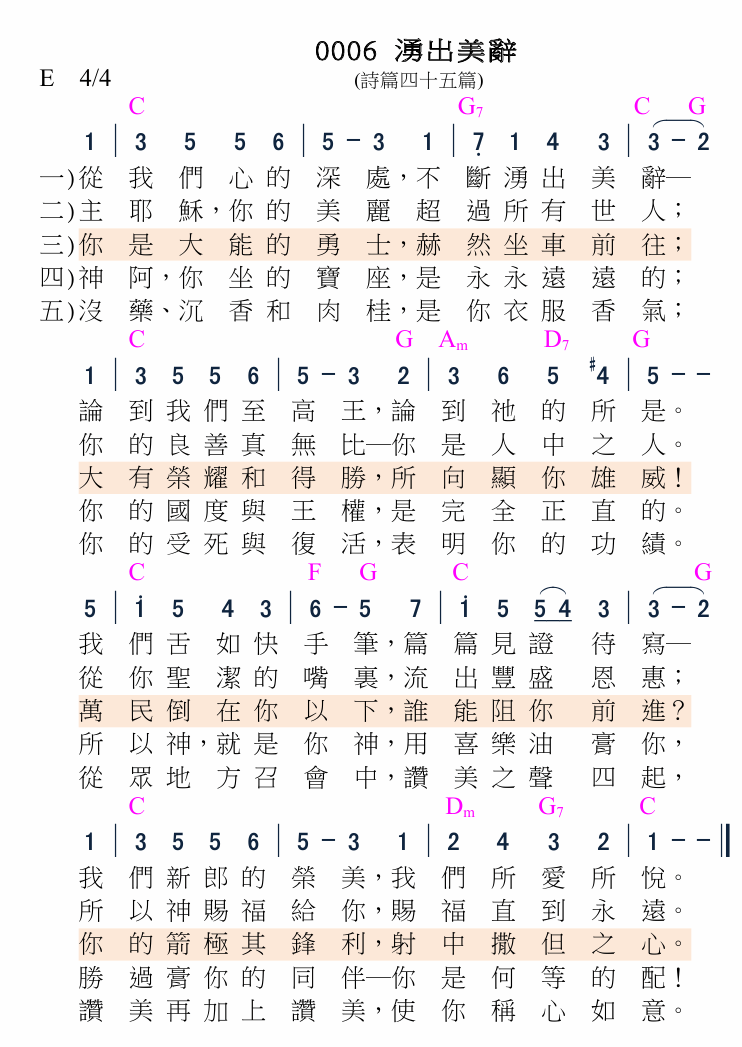 0006 湧出美辭
E 4/4 (詩篇四十五篇)
C G7 C G
1 | 3 5 5 6 | 5 － 3 1 | 7̣ 1 4 3 | 3 － 2
一)從 我 們 心 的 深 處，不 斷 湧 出 美 辭─
二)主 耶 穌，你 的 美 麗 超 過 所 有 世 人；
三)你 是 大 能 的 勇 士，赫 然 坐 車 前 往；
四)神 阿，你 坐 的 寶 座，是 永 永 遠 遠 的；
五)沒 藥、沉 香 和 肉 桂，是 你 衣 服 香 氣；
C G Am D7 G
1 | 3 5 5 6 | 5 － 3 2 | 3 6 5 #4 | 5 － －
論 到 我 們 至 高 王，論 到 祂 的 所 是。
你 的 良 善 真 無 比─你 是 人 中 之 人。
大 有 榮 耀 和 得 勝，所 向 顯 你 雄 威！
你 的 國 度 與 王 權，是 完 全 正 直 的。
你 的 受 死 與 復 活，表 明 你 的 功 績。
C F G C G
5 | 1̇ 5 4 3 | 6 － 5 7 | 1̇ 5 5 4 3 | 3 － 2
我 們 舌 如 快 手 筆，篇 篇 見 證 待 寫─
從 你 聖 潔 的 嘴 裏，流 出 豐 盛 恩 惠；
萬 民 倒 在 你 以 下，誰 能 阻 你 前 進？
所 以 神，就 是 你 神，用 喜 樂 油 膏 你，
從 眾 地 方 召 會 中，讚 美 之 聲 四 起，
C Dm G7 C
1 | 3 5 5 6 | 5 － 3 1 | 2 4 3 2 | 1 － － ‖
我 們 新 郎 的 榮 美，我 們 所 愛 所 悅。
所 以 神 賜 福 給 你，賜 福 直 到 永 遠。
你 的 箭 極 其 鋒 利，射 中 撒 但 之 心。
勝 過 膏 你 的 同 伴─你 是 何 等 的 配！
讚 美 再 加 上 讚 美，使 你 稱 心 如 意。